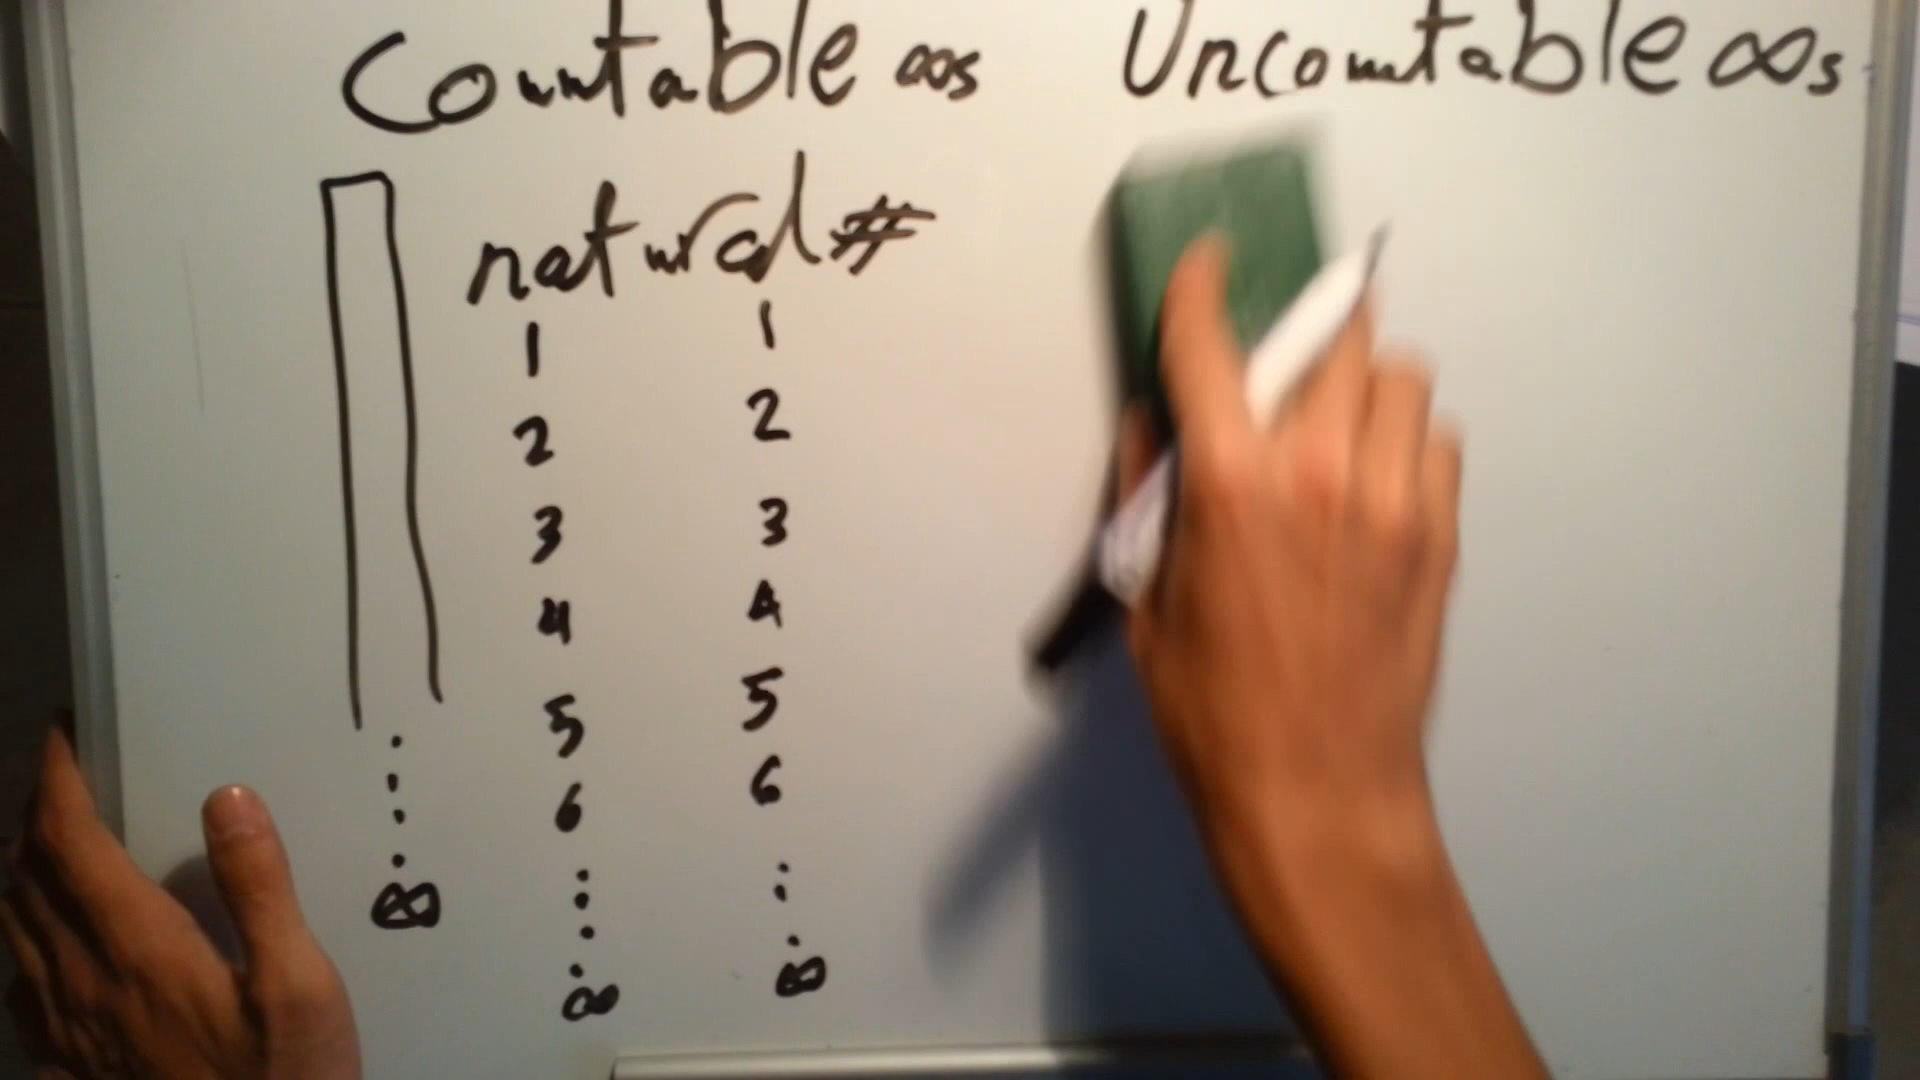 Countable ∞s Uncountable ∞s
natural #
1 1
2 2
3 3
4 4
5 5
6 6
∞ ∞ ∞